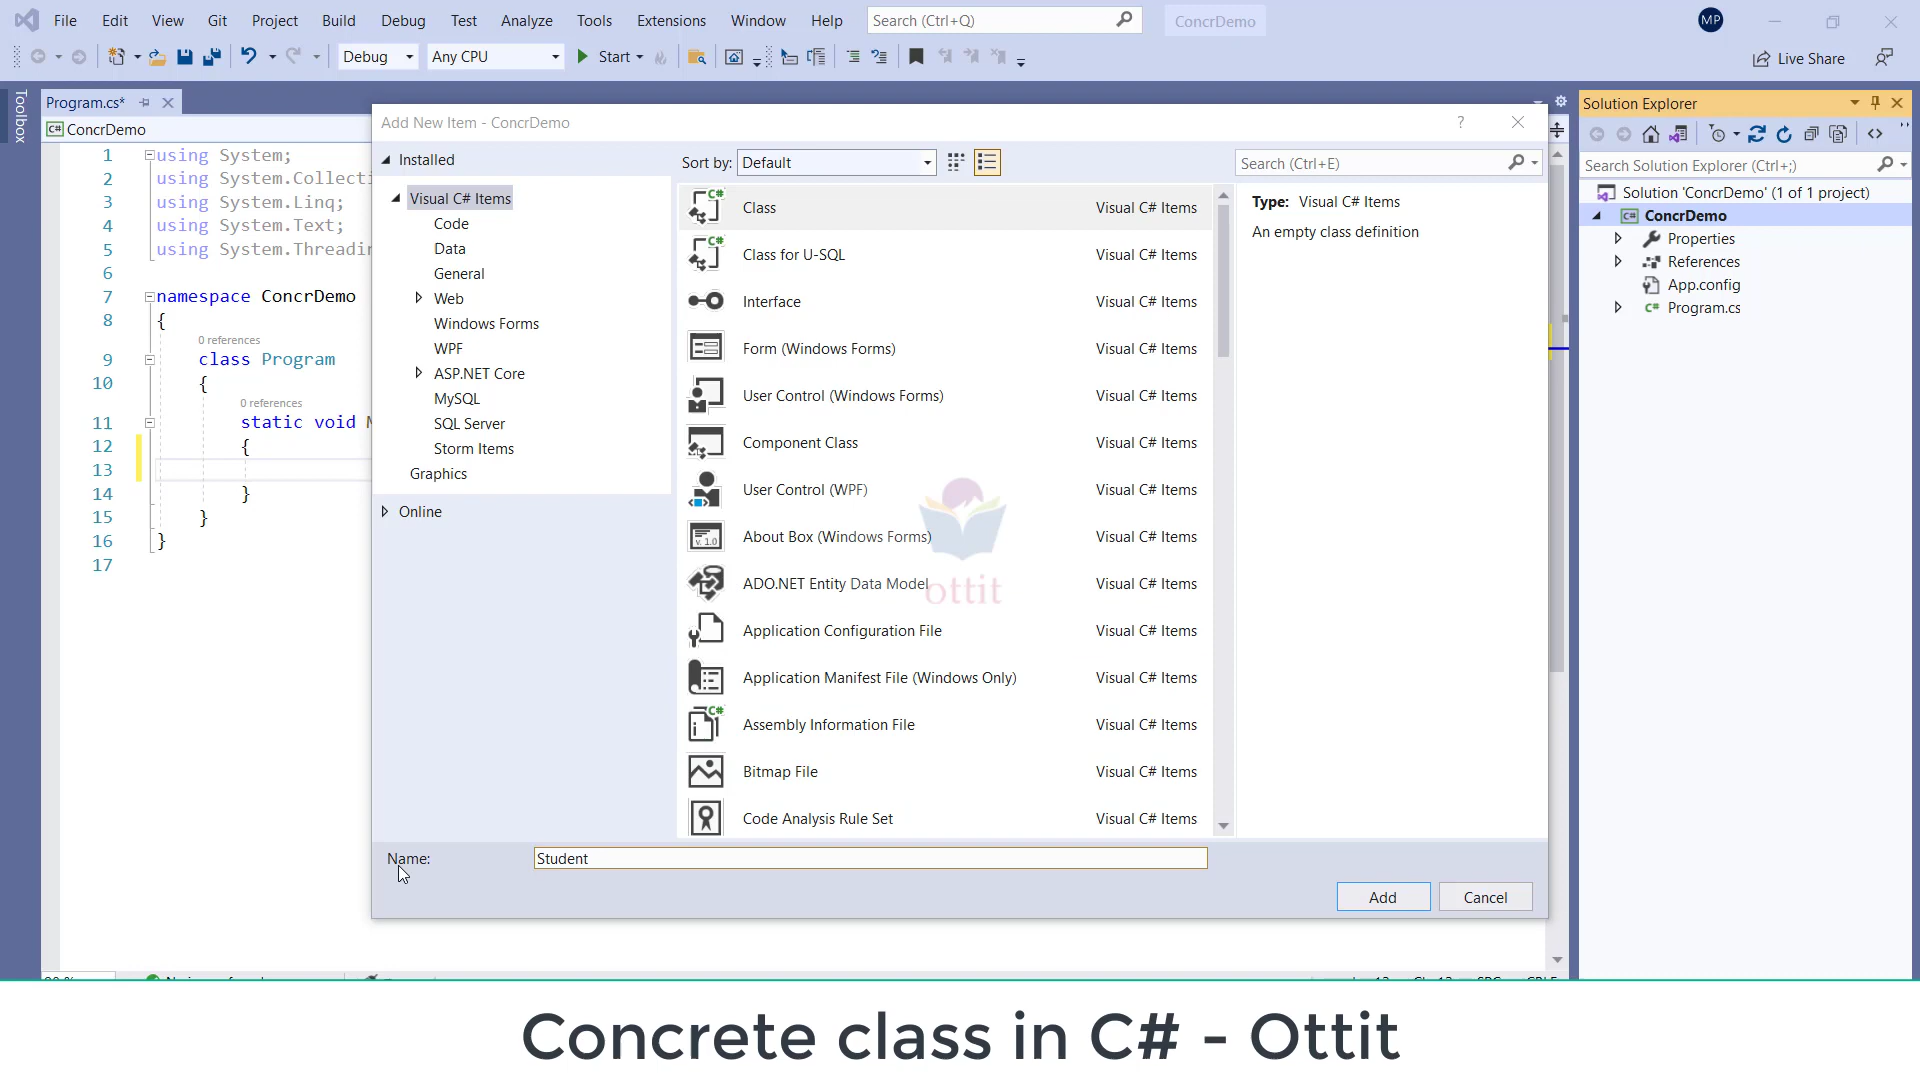 File Edit View Git Project Build Debug Test Analyze Tools Extensions Window Help Search (Ctrl+Q) ConcrDemo MP
Debug Any CPU Start Live Share
Toolbox
Program.cs*
C# ConcrDemo
1 using System;
2 using System.Collecti
3 using System.Linq;
4 using System.Text;
5 using System.Threadin
6
7 namespace ConcrDemo
8 {
0 references
9 class Program
10 {
0 references
11 static void M
12 {
13
14 }
15 }
16 }
17
Add New Item - ConcrDemo ?
Installed
Visual C# Items
Code
Data
General
Web
Windows Forms
WPF
ASP.NET Core
MySQL
SQL Server
Storm Items
Graphics
Online
Sort by: Default
Search (Ctrl+E)
Class Visual C# Items
Class for U-SQL Visual C# Items
Interface Visual C# Items
Form (Windows Forms) Visual C# Items
User Control (Windows Forms) Visual C# Items
Component Class Visual C# Items
User Control (WPF) Visual C# Items
About Box (Windows Forms) Visual C# Items
ADO.NET Entity Data Model Visual C# Items
Application Configuration File Visual C# Items
Application Manifest File (Windows Only) Visual C# Items
Assembly Information File Visual C# Items
Bitmap File Visual C# Items
Code Analysis Rule Set Visual C# Items
ottit
Type: Visual C# Items
An empty class definition
Name: Student
Add Cancel
Solution Explorer
Search Solution Explorer (Ctrl+;)
Solution 'ConcrDemo' (1 of 1 project)
C# ConcrDemo
Properties
References
App.config
C# Program.cs
Concrete class in C# - Ottit